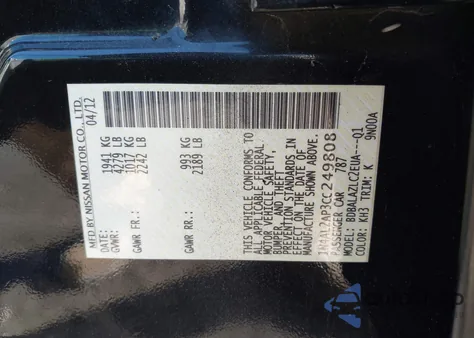 MFD BY NISSAN MOTOR CO., LTD.
DATE: 04/12
GVWR: 1941 KG
4279 LB
GAWR FR.: 1017 KG
2242 LB
GAWR RR.: 993 KG
2189 LB
THIS VEHICLE CONFORMS TO
ALL APPLICABLE FEDERAL
MOTOR VEHICLE SAFETY,
BUMPER, AND THEFT
PREVENTION STANDARDS IN
EFFECT ON THE DATE OF
MANUFACTURE SHOWN ABOVE.
PASSENGER CAR 787
MODEL: BDBALAZLC2EUA---01
COLOR: KH3 TRIM: K 9N00A